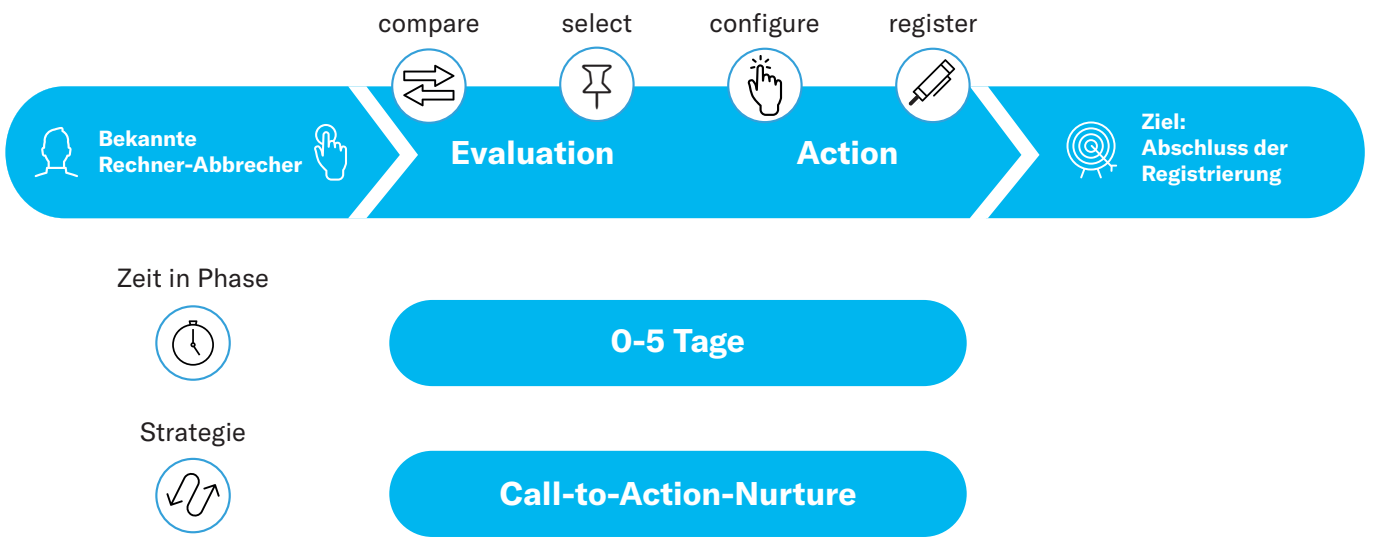 compare
select
configure
register
Bekannte
Rechner-Abbrecher
Evaluation
Action
Ziel:
Abschluss der
Registrierung
Zeit in Phase
0-5 Tage
Strategie
Call-to-Action-Nurture